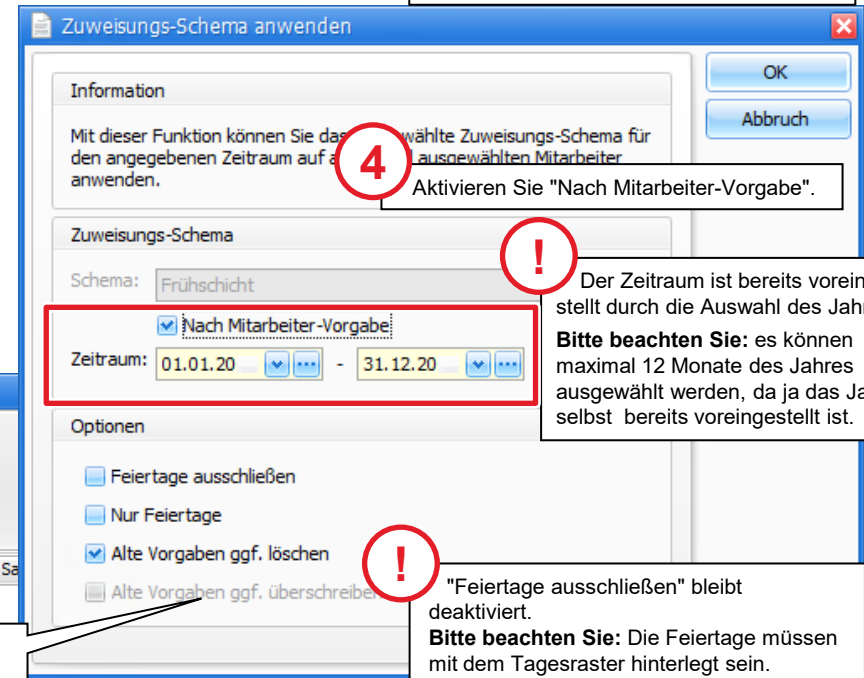 Zuweisungs-Schema anwenden
OK
Abbruch
Information
Mit dieser Funktion können Sie das wählte Zuweisungs-Schema für
den angegebenen Zeitraum auf ausgewählten Mitarbeiter
anwenden.
4
Aktivieren Sie "Nach Mitarbeiter-Vorgabe".
Zuweisungs-Schema
Schema: Frühschicht
Nach Mitarbeiter-Vorgabe
Zeitraum: 01.01.20 - 31.12.20
!
Der Zeitraum ist bereits vorein
stellt durch die Auswahl des Jahr
Bitte beachten Sie: es können
maximal 12 Monate des Jahres
ausgewählt werden, da ja das Ja
selbst bereits voreingestellt ist.
Optionen
Feiertage ausschließen
Nur Feiertage
Alte Vorgaben ggf. löschen
Alte Vorgaben ggf. überschreiben
Sa
!
"Feiertage ausschließen" bleibt
deaktiviert.
Bitte beachten Sie: Die Feiertage müssen
mit dem Tagesraster hinterlegt sein.